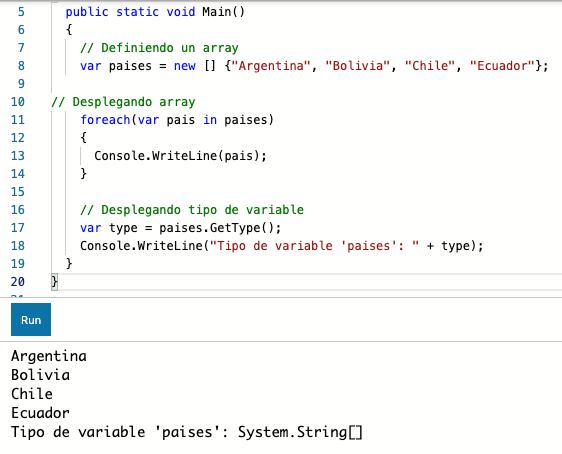 5 public static void Main()
6 {
7 // Definiendo un array
8 var paises = new [] {"Argentina", "Bolivia", "Chile", "Ecuador"};
9
10 // Desplegando array
11 foreach(var pais in paises)
12 {
13 Console.WriteLine(pais);
14 }
15
16 // Desplegando tipo de variable
17 var type = paises.GetType();
18 Console.WriteLine("Tipo de variable 'paises': " + type);
19 }
20 }
Run
Argentina
Bolivia
Chile
Ecuador
Tipo de variable 'paises': System.String[]